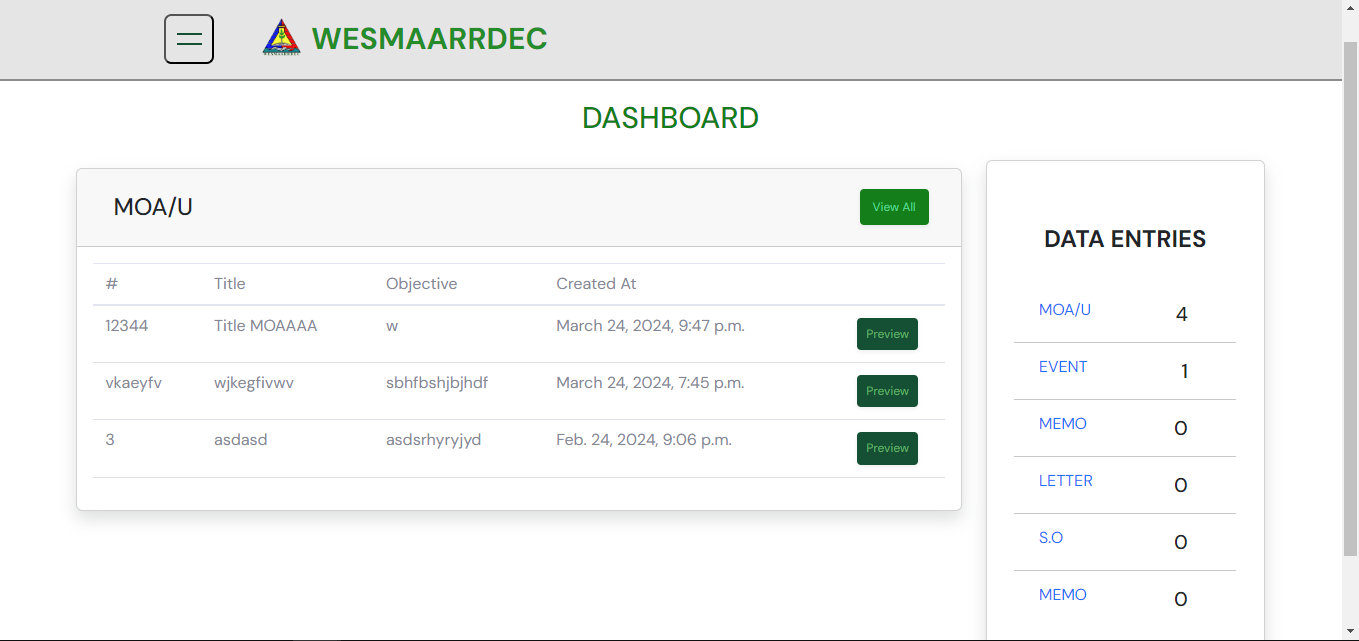 WESMAARRDEC
DASHBOARD
MOA/U
View All
# Title Objective Created At
12344 Title MOAAAA w March 24, 2024, 9:47 p.m. Preview
vkaeyfv wjkegfivwv sbhfbshjbjhdf March 24, 2024, 7:45 p.m. Preview
3 asdasd asdsrhyryjyd Feb. 24, 2024, 9:06 p.m. Preview
DATA ENTRIES
MOA/U 4
EVENT 1
MEMO 0
LETTER 0
S.O 0
MEMO 0